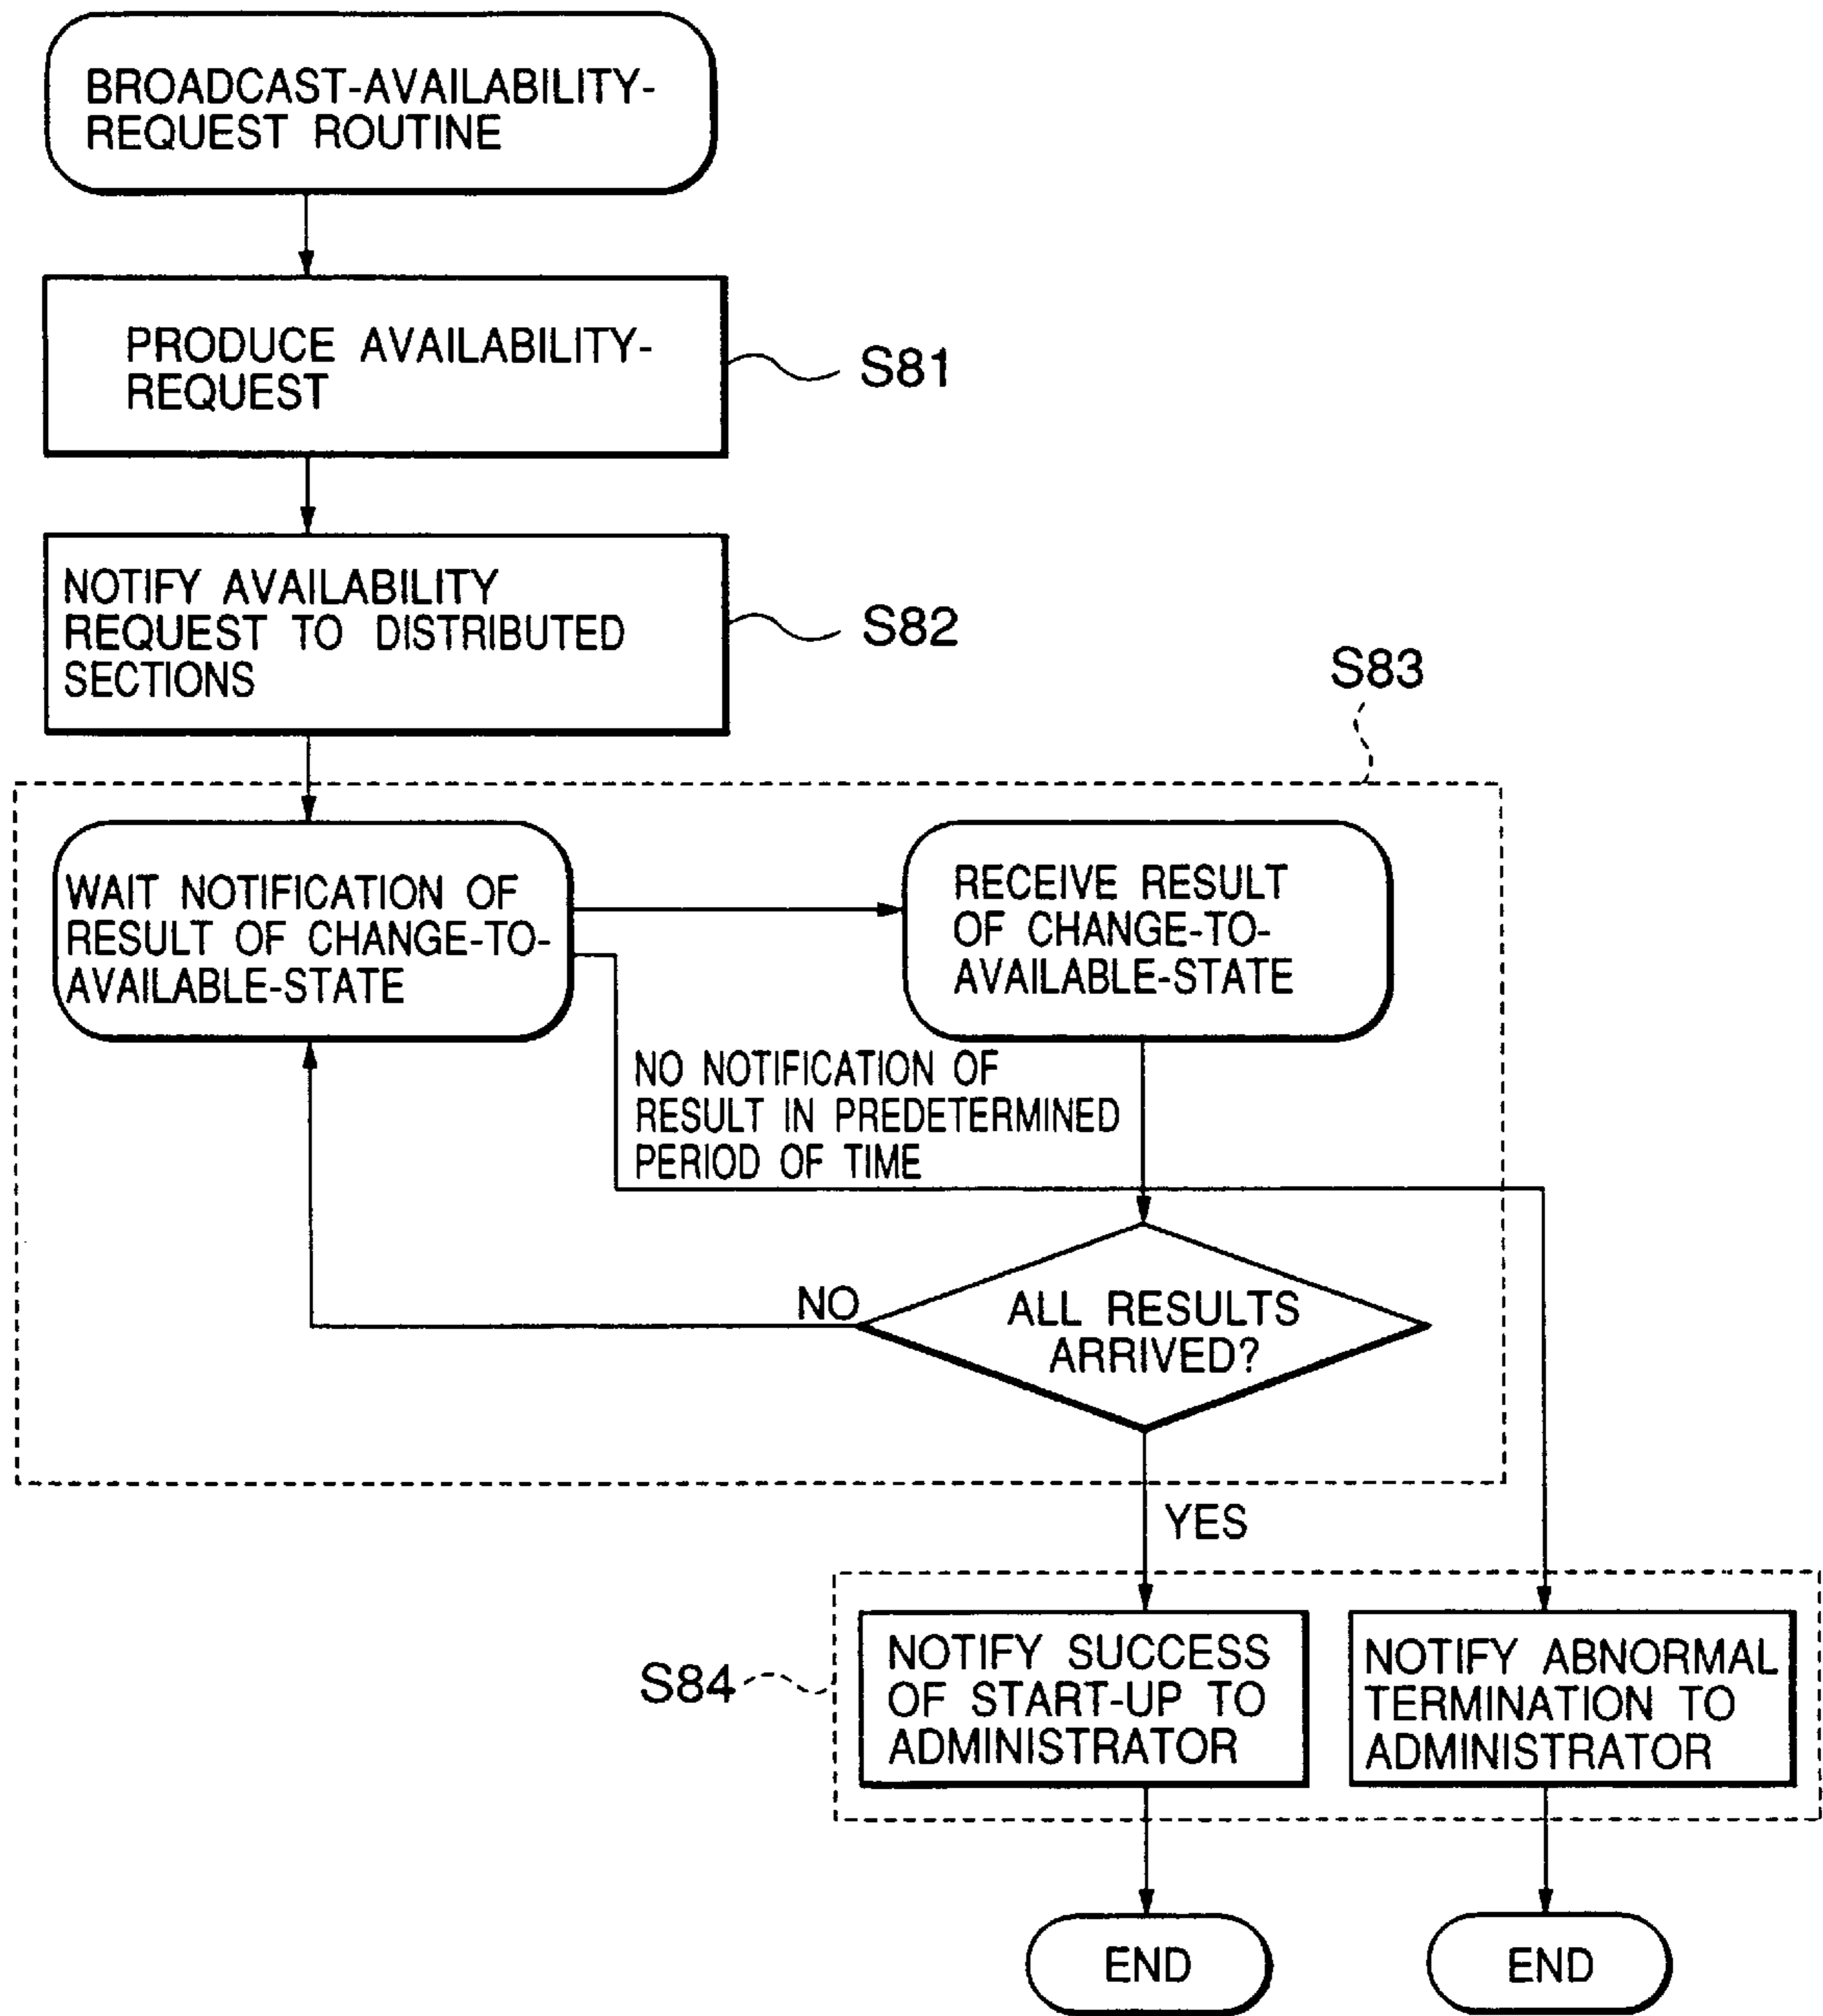 BROADCAST-AVAILABILITY-
REQUEST ROUTINE
PRODUCE AVAILABILITY-
REQUEST
S81
NOTIFY AVAILABILITY
REQUEST TO DISTRIBUTED
SECTIONS
S82
S83
WAIT NOTIFICATION OF
RESULT OF CHANGE-TO-
AVAILABLE-STATE
RECEIVE RESULT
OF CHANGE-TO-
AVAILABLE-STATE
NO NOTIFICATION OF
RESULT IN PREDETERMINED
PERIOD OF TIME
NO
ALL RESULTS
ARRIVED?
YES
S84
NOTIFY SUCCESS
OF START-UP TO
ADMINISTRATOR
NOTIFY ABNORMAL
TERMINATION TO
ADMINISTRATOR
END
END